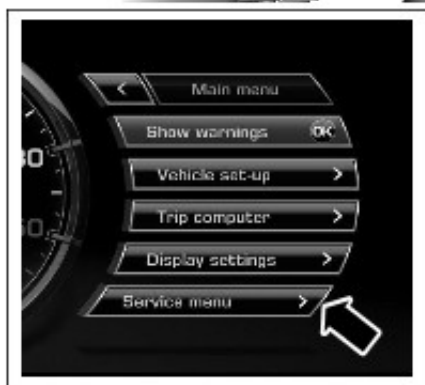 < Main menu
Show warnings OK
Vehicle set-up >
Trip computer >
Display settings >
Service menu >